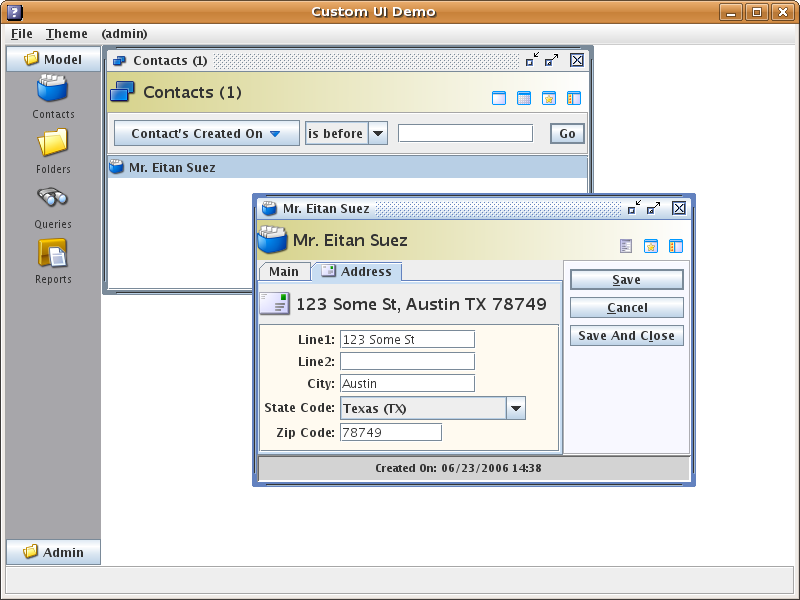 Custom UI Demo
File Theme (admin)
Model
Contacts
Folders
Queries
Reports
Admin
Contacts (1)
Contacts (1)
Contact's Created On is before Go
Mr. Eitan Suez
Mr. Eitan Suez
Mr. Eitan Suez
Main Address
123 Some St, Austin TX 78749
Line1: 123 Some St
Line2:
City: Austin
State Code: Texas (TX)
Zip Code: 78749
Save
Cancel
Save And Close
Created On: 06/23/2006 14:38